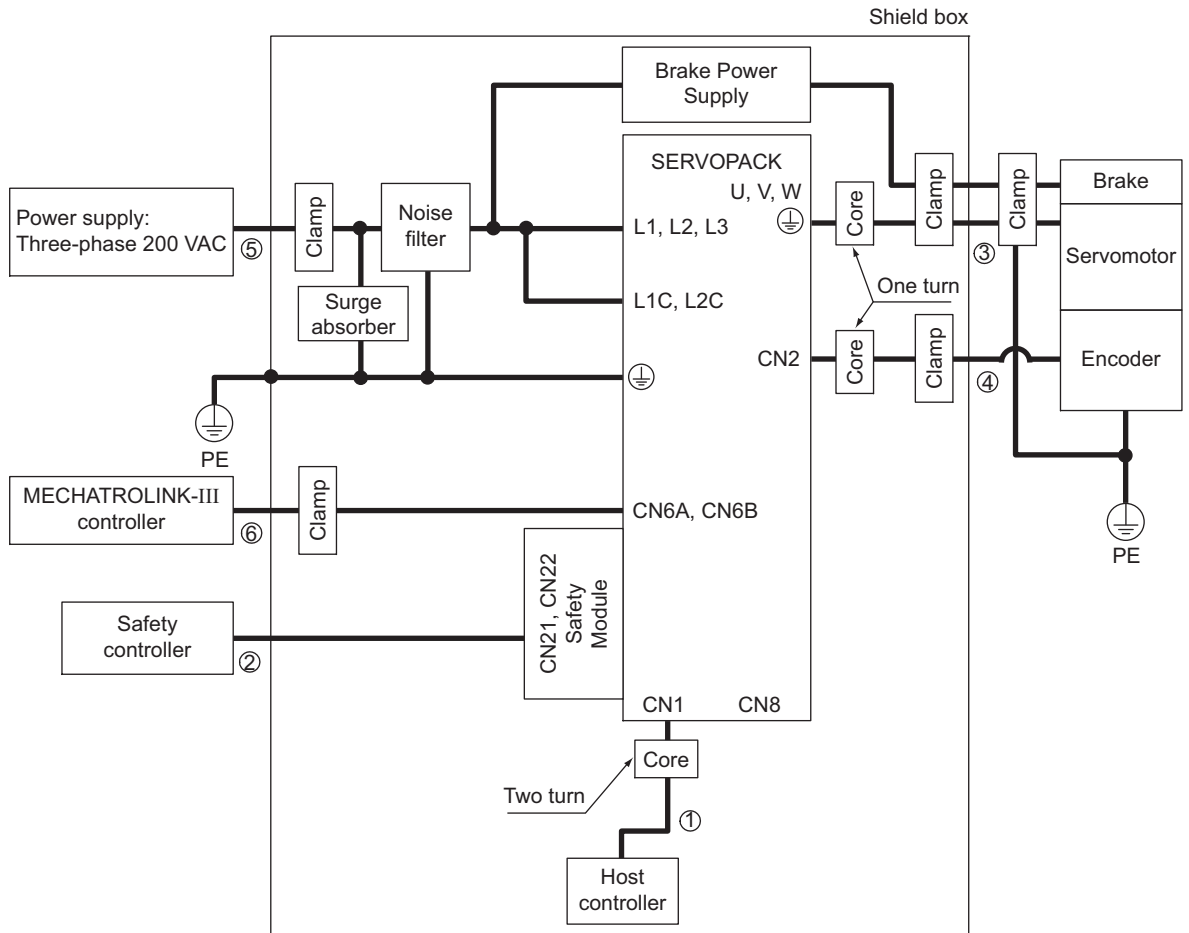 Shield box
Brake Power
Supply
SERVOPACK
U, V, W
Core
Clamp
Clamp
Brake
Power supply:
Three-phase 200 VAC
⑤
Clamp
Noise
filter
L1, L2, L3
③
Servomotor
Surge
absorber
L1C, L2C
One turn
CN2
Core
Clamp
④
Encoder
PE
MECHATROLINK-III
controller
⑥
Clamp
CN6A, CN6B
PE
CN21, CN22
Safety
Module
Safety
controller
②
CN1
CN8
Core
Two turn
①
Host
controller